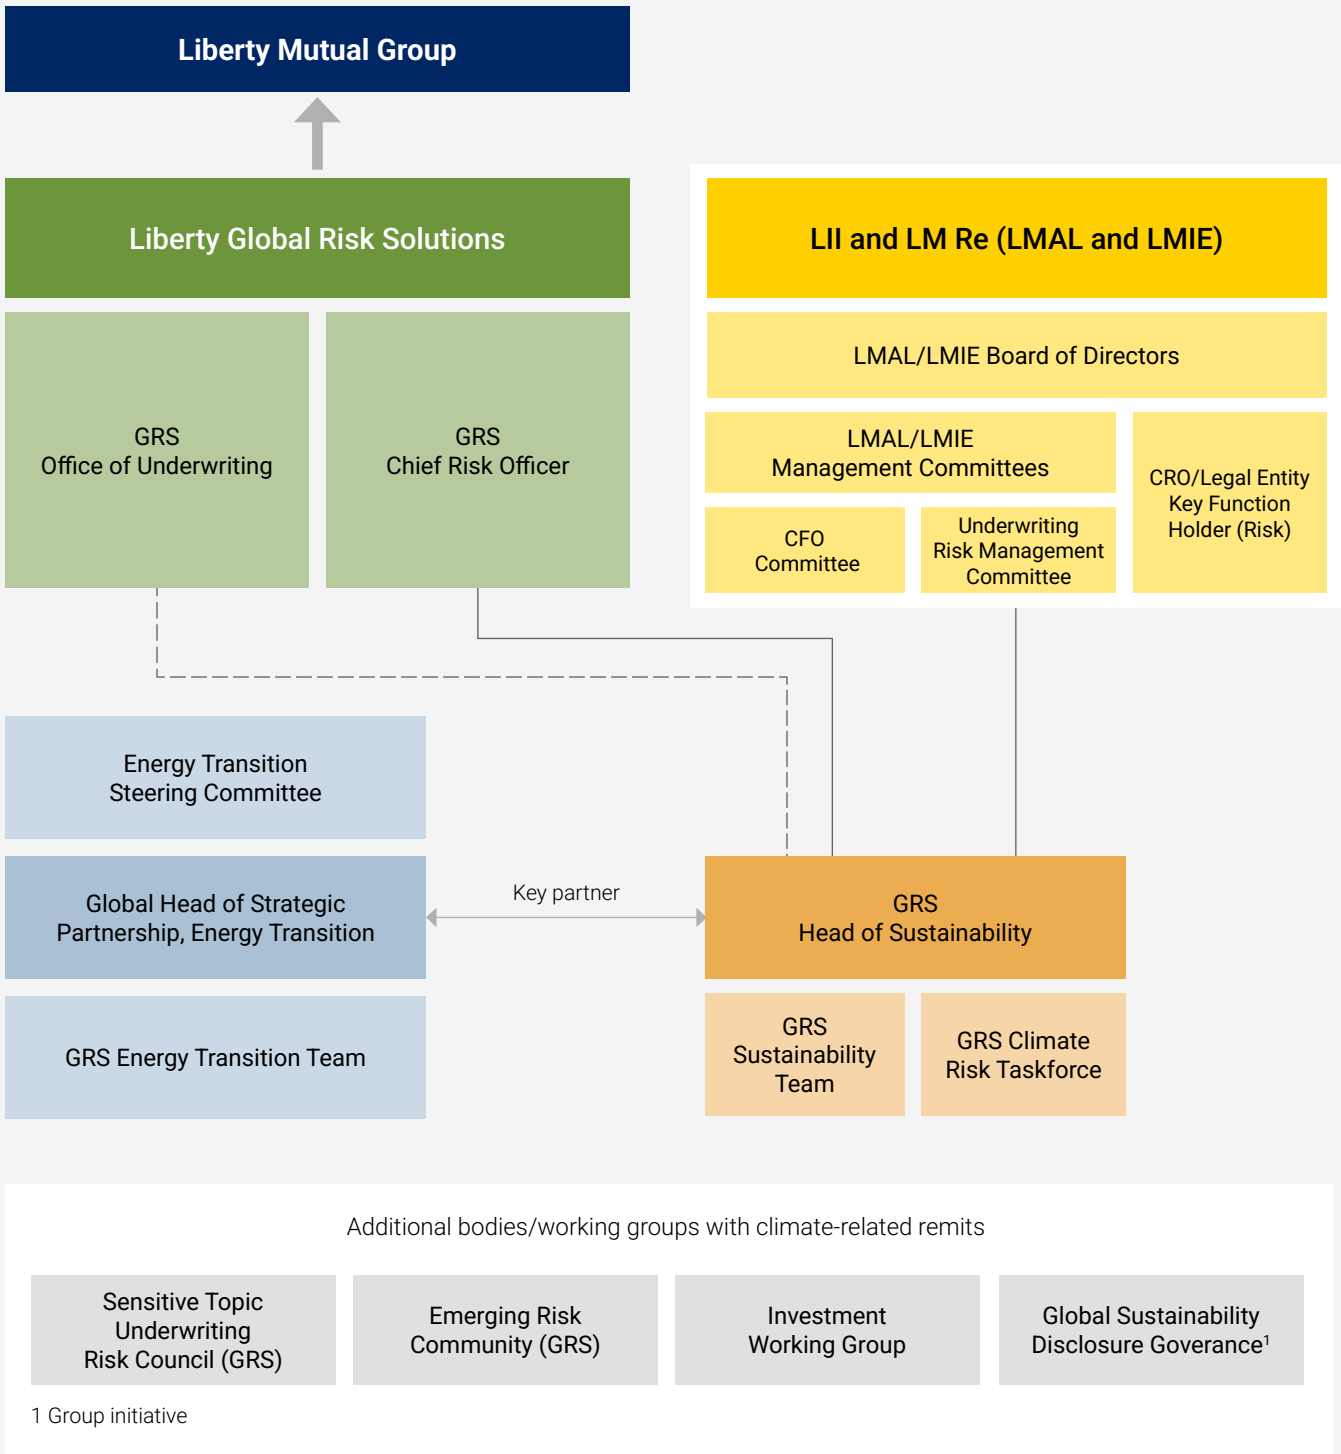 Liberty Mutual Group
Liberty Global Risk Solutions
LII and LM Re (LMAL and LMIE)
GRS
Office of Underwriting
GRS
Chief Risk Officer
LMAL/LMIE Board of Directors
LMAL/LMIE
Management Committees
CRO/Legal Entity
Key Function
Holder (Risk)
CFO
Committee
Underwriting
Risk Management
Committee
Energy Transition
Steering Committee
Global Head of Strategic
Partnership, Energy Transition
Key partner
GRS
Head of Sustainability
GRS Energy Transition Team
GRS
Sustainability
Team
GRS Climate
Risk Taskforce
Additional bodies/working groups with climate-related remits
Sensitive Topic
Underwriting
Risk Council (GRS)
Emerging Risk
Community (GRS)
Investment
Working Group
Global Sustainability
Disclosure Goverance¹
1 Group initiative